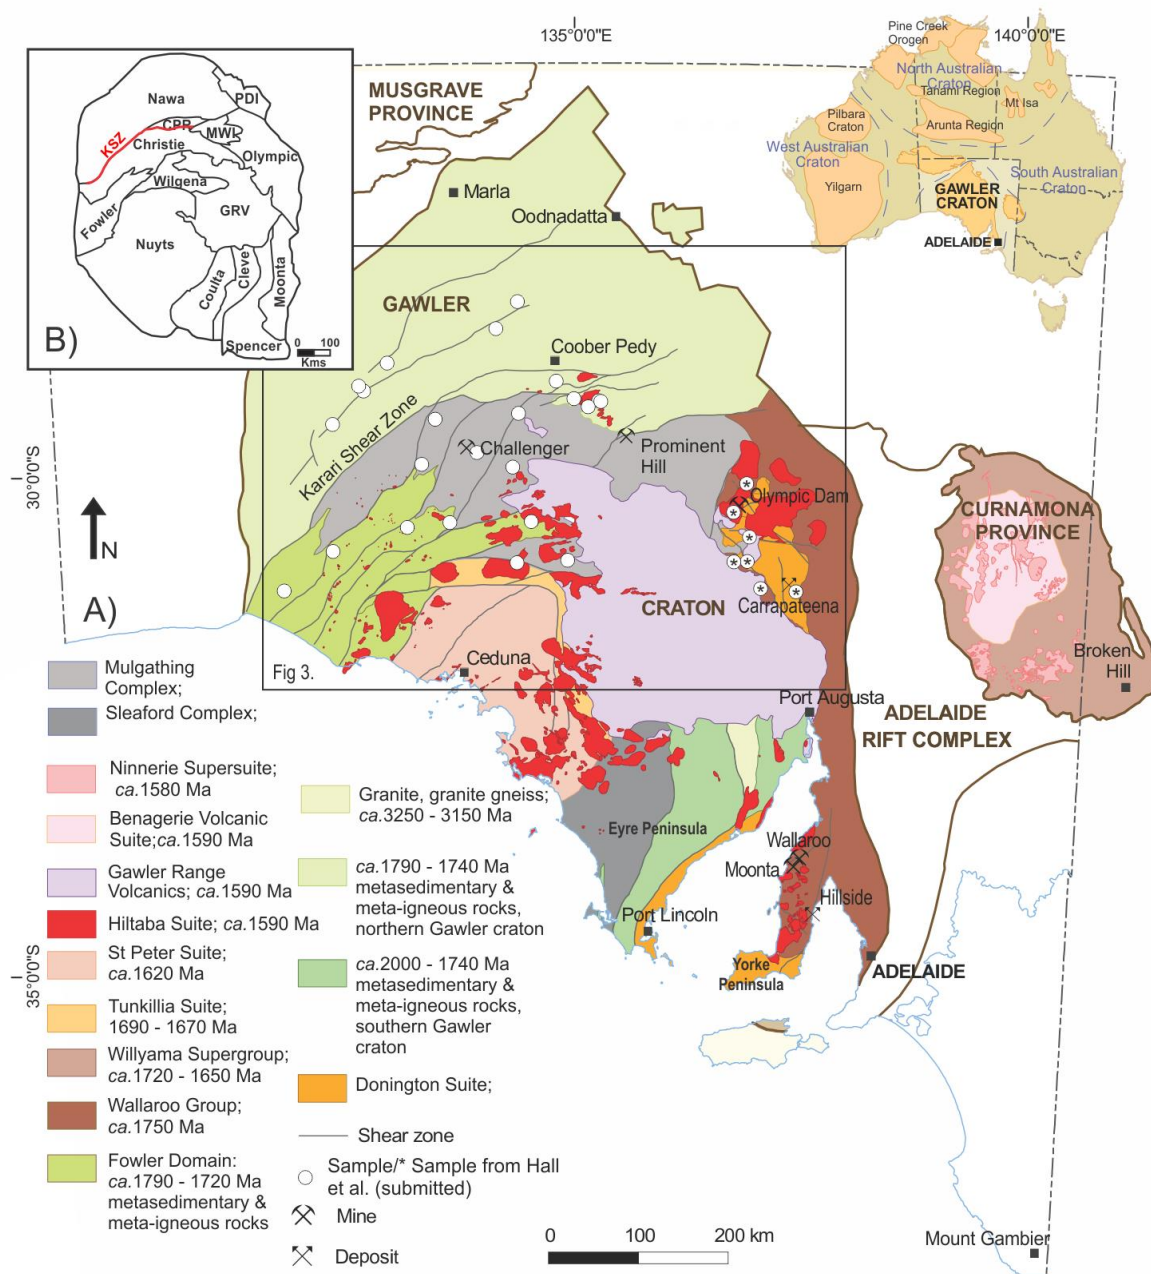 135°0'0"E
140°0'0"E
Pine Creek
Orogen
North Australian
Craton
Tanami Region
Mt Isa
Pilbara
Craton
Arunta Region
West Australian
Craton
South Australian
Craton
Yilgarn
GAWLER
CRATON
ADELAIDE
Nawa
PDI
CPR
MWI
KSZ
Christie
Olympic
Wilgena
Fowler
GRV
Nuyts
Coulta
Cleve
Moonta
Spencer
B)
0 100
Kms
MUSGRAVE
PROVINCE
Marla
Oodnadatta
GAWLER
Coober Pedy
Karari Shear Zone
Challenger
Prominent
Hill
30°0'0"S
Olympic Dam
CURNAMONA
PROVINCE
N
A)
CRATON
Carrapateena
Broken
Hill
Fig 3.
Ceduna
Port Augusta
ADELAIDE
RIFT COMPLEX
Eyre Peninsula
Wallaroo
Moonta
Hillside
Port Lincoln
Yorke
Peninsula
ADELAIDE
35°0'0"S
Mount Gambier
Mulgathing
Complex;
Sleaford Complex;
Ninnerie Supersuite;
ca.1580 Ma
Benagerie Volcanic
Suite;ca.1590 Ma
Gawler Range
Volcanics; ca.1590 Ma
Hiltaba Suite; ca.1590 Ma
St Peter Suite;
ca.1620 Ma
Tunkillia Suite;
1690 - 1670 Ma
Willyama Supergroup;
ca.1720 - 1650 Ma
Wallaroo Group;
ca.1750 Ma
Fowler Domain:
ca.1790 - 1720 Ma
metasedimentary &
meta-igneous rocks
Granite, granite gneiss;
ca.3250 - 3150 Ma
ca.1790 - 1740 Ma
metasedimentary &
meta-igneous rocks,
northern Gawler craton
ca.2000 - 1740 Ma
metasedimentary &
meta-igneous rocks,
southern Gawler
craton
Donington Suite;
Shear zone
Sample/* Sample from Hall
et al. (submitted)
Mine
Deposit
0 100 200 km